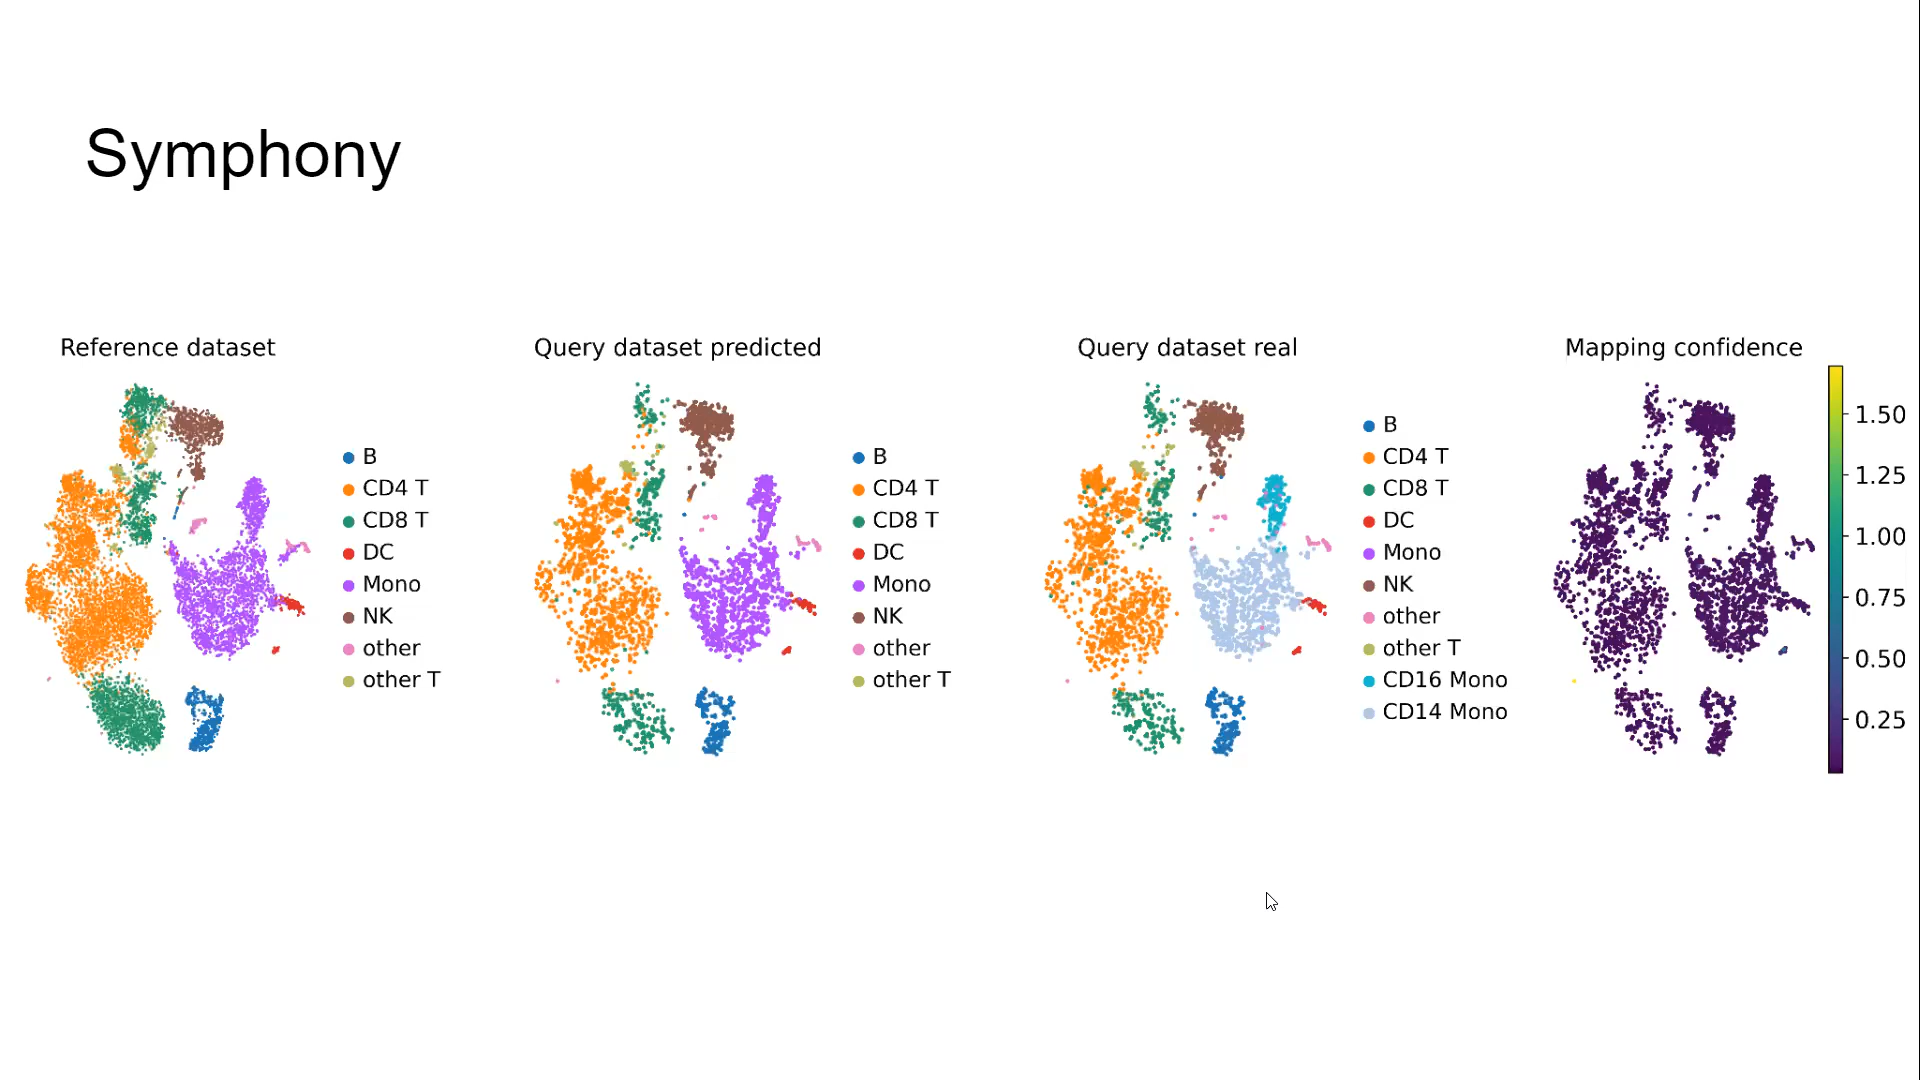 Symphony
Reference dataset
B
CD4 T
CD8 T
DC
Mono
NK
other
other T
Query dataset predicted
B
CD4 T
CD8 T
DC
Mono
NK
other
other T
Query dataset real
B
CD4 T
CD8 T
DC
Mono
NK
other
other T
CD16 Mono
CD14 Mono
Mapping confidence
1.50
1.25
1.00
0.75
0.50
0.25